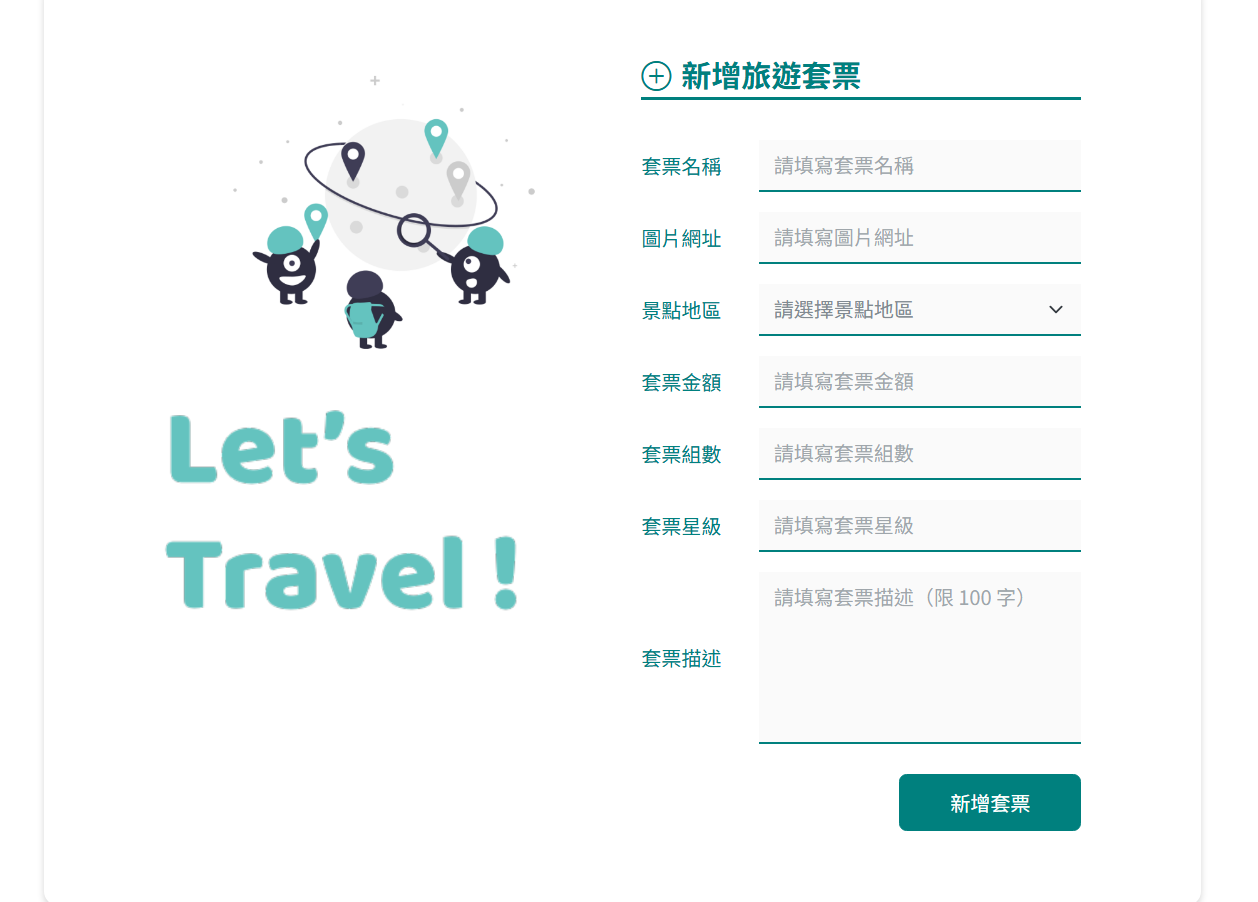 Let's
Travel !
新增旅遊套票
套票名稱 請填寫套票名稱
圖片網址 請填寫圖片網址
景點地區 請選擇景點地區
套票金額 請填寫套票金額
套票組數 請填寫套票組數
套票星級 請填寫套票星級
套票描述 請填寫套票描述（限 100 字）
新增套票